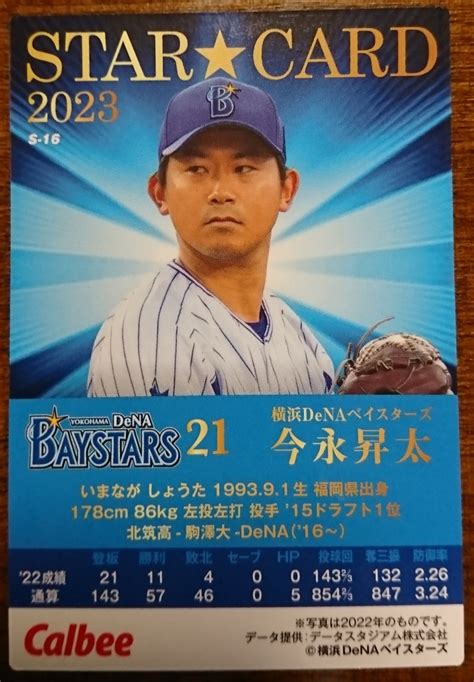 STAR★CARD
2023
S-16
B
YOKOHAMA DeNA
BAYSTARS
21
横浜DeNAベイスターズ
今永昇太
いまなが しょうた 1993.9.1生 福岡県出身
178cm 86kg 左投左打 投手 '15ドラフト1位
北筑高-駒澤大-DeNA('16〜)
登板 勝利 敗北 セーブ HP 投球回 奪三振 防御率
'22成績 21 11 4 0 0 143⅔ 132 2.26
通算 143 57 46 0 5 854⅔ 847 3.24
Calbee
※写真は2022年のものです。
データ提供:データスタジアム株式会社
©横浜DeNAベイスターズ